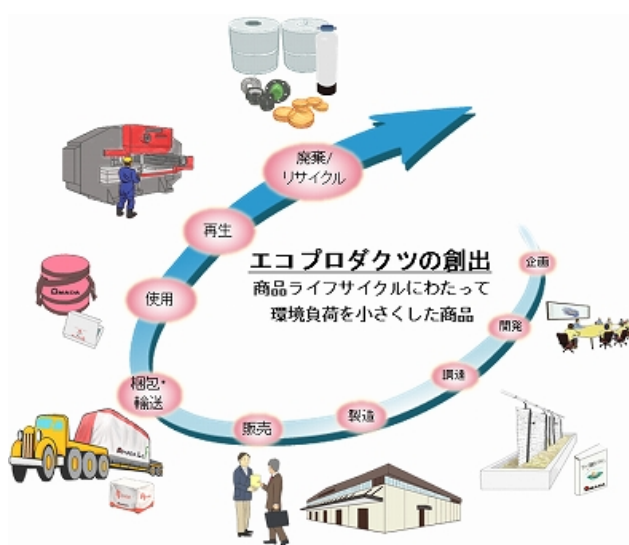 エコプロダクツの創出
商品ライフサイクルにわたって
環境負荷を小さくした商品
企画
開発
調達
製造
販売
梱包・
輸送
使用
再生
廃棄/
リサイクル
AMADA
AMADA